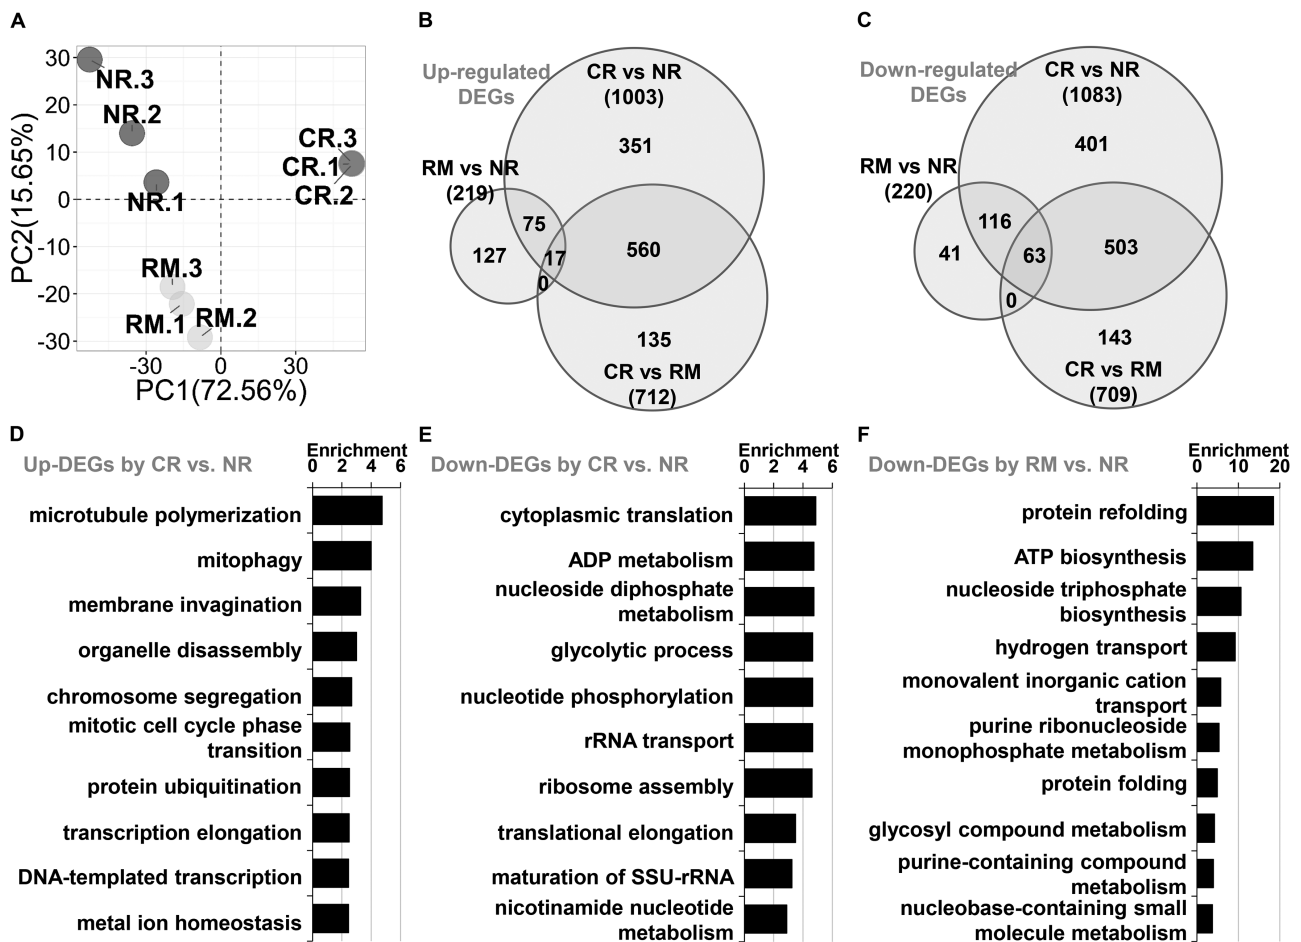 A
30
20
10
0
-10
-20
-30
PC2(15.65%)
NR.3
NR.2
NR.1
CR.3
CR.1
CR.2
RM.3
RM.1
RM.2
-30
0
30
PC1(72.56%)
B
Up-regulated
DEGs
CR vs NR
(1003)
351
RM vs NR
(219)
75
127
17
560
0
135
CR vs RM
(712)
C
Down-regulated
DEGs
CR vs NR
(1083)
401
RM vs NR
(220)
116
41
63
503
0
143
CR vs RM
(709)
D
Up-DEGs by CR vs. NR
Enrichment
0 2 4 6
microtubule polymerization
mitophagy
membrane invagination
organelle disassembly
chromosome segregation
mitotic cell cycle phase
transition
protein ubiquitination
transcription elongation
DNA-templated transcription
metal ion homeostasis
E
Down-DEGs by CR vs. NR
Enrichment
0 2 4 6
cytoplasmic translation
ADP metabolism
nucleoside diphosphate
metabolism
glycolytic process
nucleotide phosphorylation
rRNA transport
ribosome assembly
translational elongation
maturation of SSU-rRNA
nicotinamide nucleotide
metabolism
F
Down-DEGs by RM vs. NR
Enrichment
0 10 20
protein refolding
ATP biosynthesis
nucleoside triphosphate
biosynthesis
hydrogen transport
monovalent inorganic cation
transport
purine ribonucleoside
monophosphate metabolism
protein folding
glycosyl compound metabolism
purine-containing compound
metabolism
nucleobase-containing small
molecule metabolism